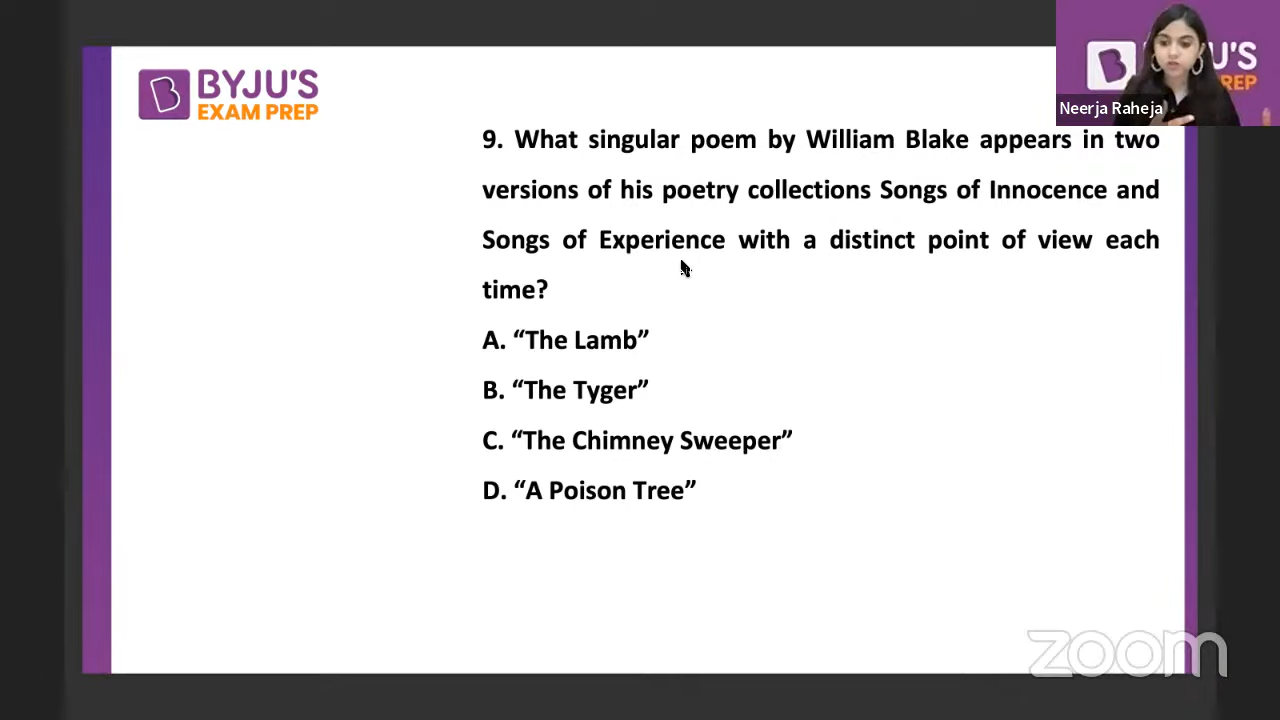 BYJU'S
EXAM PREP
U'S
EP
Neerja Raheja
9. What singular poem by William Blake appears in two
versions of his poetry collections Songs of Innocence and
Songs of Experience with a distinct point of view each
time?
A. “The Lamb”
B. “The Tyger”
C. “The Chimney Sweeper”
D. “A Poison Tree”
zoom